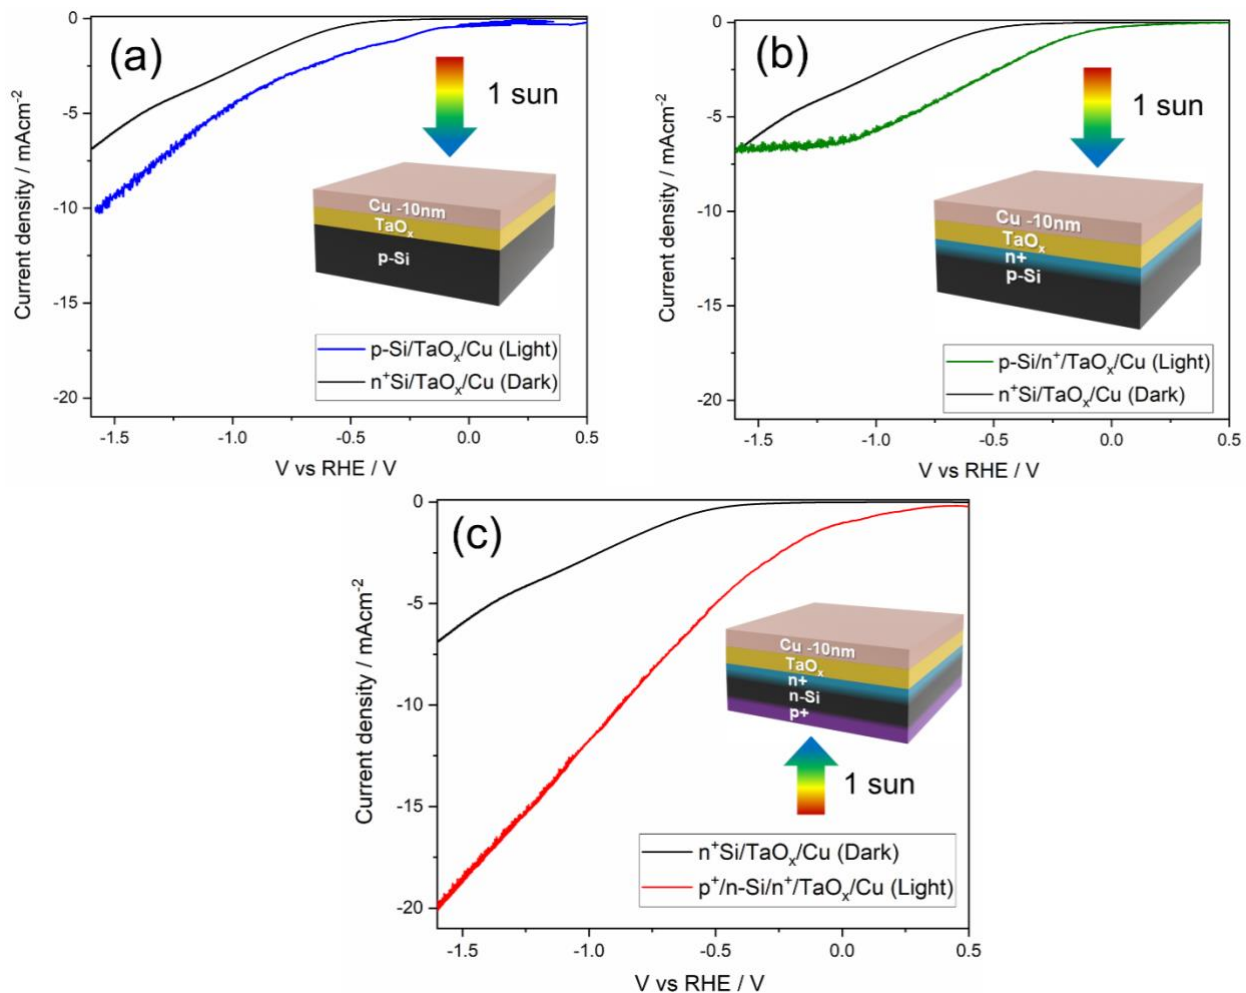 (a)
Current density / mAcm⁻²
0
-5
-10
-15
-20
1 sun
Cu -10nm
TaOₓ
p-Si
p-Si/TaOₓ/Cu (Light)
n⁺Si/TaOₓ/Cu (Dark)
-1.5 -1.0 -0.5 0.0 0.5
V vs RHE / V
(b)
Current density / mAcm⁻²
0
-5
-10
-15
-20
1 sun
Cu -10nm
TaOₓ
n+
p-Si
p-Si/n⁺/TaOₓ/Cu (Light)
n⁺Si/TaOₓ/Cu (Dark)
-1.5 -1.0 -0.5 0.0 0.5
V vs RHE / V
(c)
Current density / mAcm⁻²
0
-5
-10
-15
-20
Cu -10nm
TaOₓ
n+
n-Si
p+
1 sun
n⁺Si/TaOₓ/Cu (Dark)
p⁺/n-Si/n⁺/TaOₓ/Cu (Light)
-1.5 -1.0 -0.5 0.0 0.5
V vs RHE / V